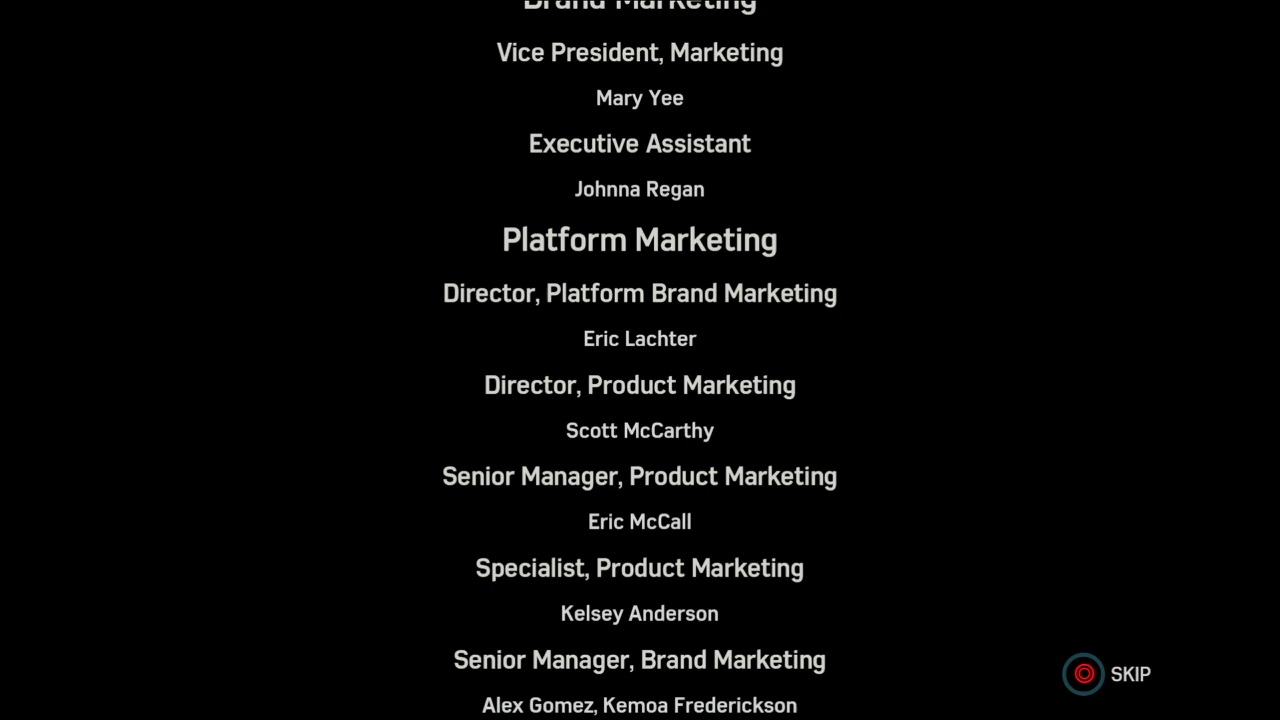 Brand Marketing
Vice President, Marketing
Mary Yee
Executive Assistant
Johnna Regan
Platform Marketing
Director, Platform Brand Marketing
Eric Lachter
Director, Product Marketing
Scott McCarthy
Senior Manager, Product Marketing
Eric McCall
Specialist, Product Marketing
Kelsey Anderson
Senior Manager, Brand Marketing
SKIP
Alex Gomez, Kemoa Frederickson